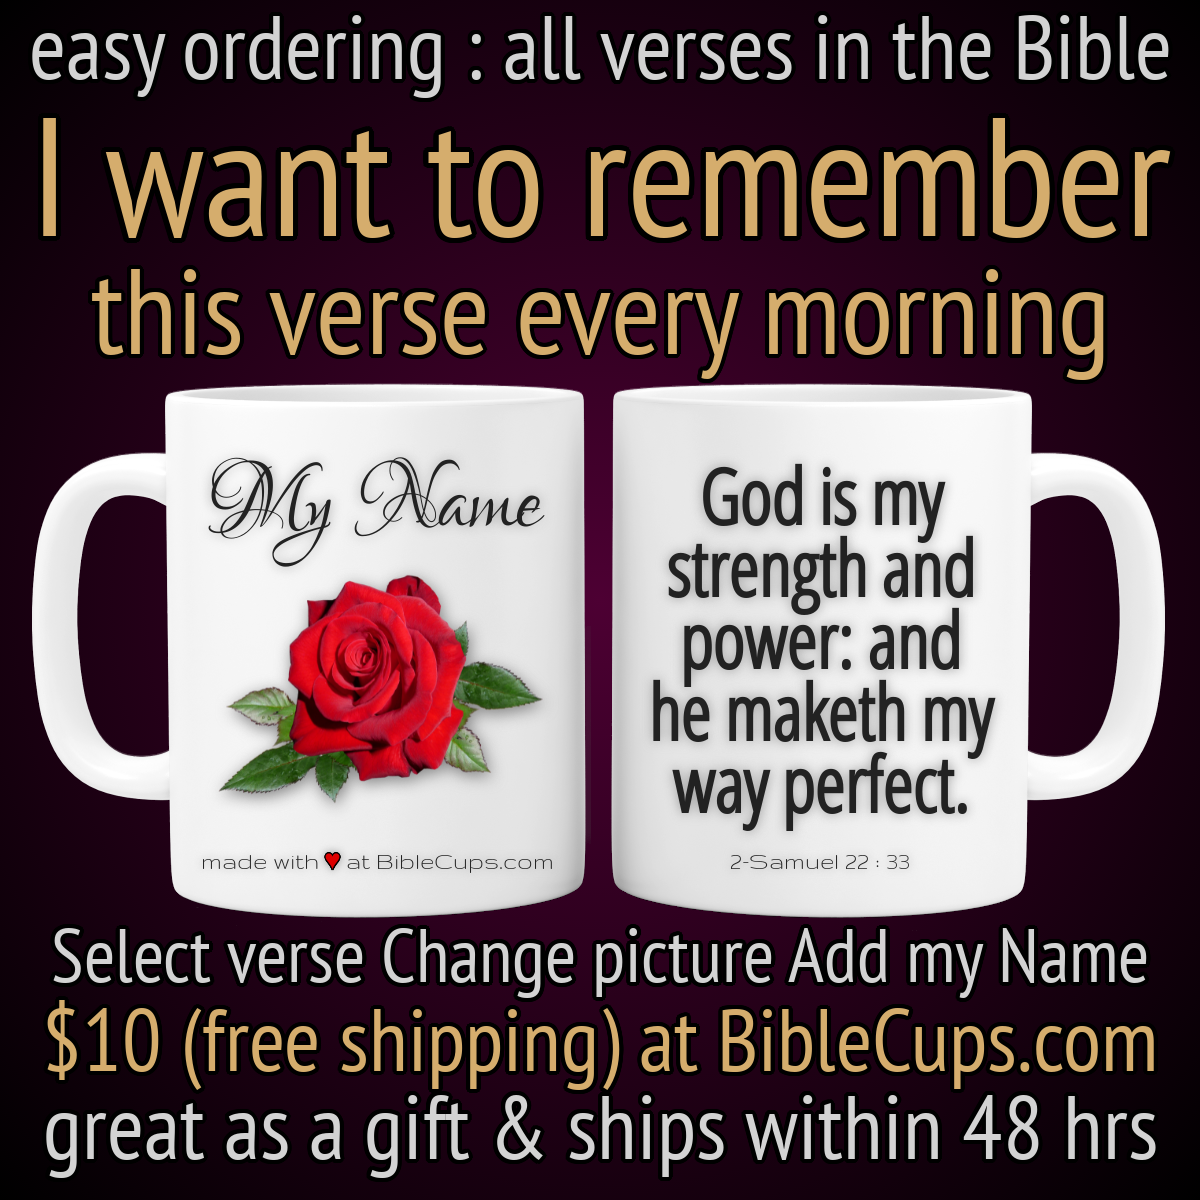 easy ordering : all verses in the Bible
I want to remember
this verse every morning
My Name
made with ❤ at BibleCups.com
God is my
strength and
power: and
he maketh my
way perfect.
2-Samuel 22 : 33
Select verse Change picture Add my Name
$10 (free shipping) at BibleCups.com
great as a gift & ships within 48 hrs